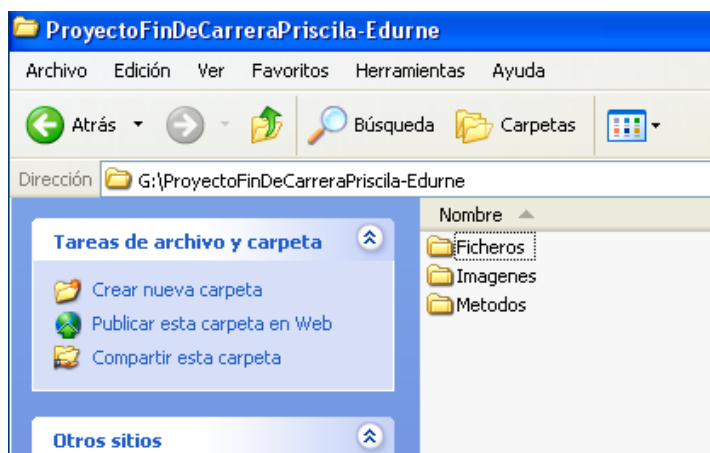 ProyectoFinDeCarreraPriscila-Edurne
Archivo Edición Ver Favoritos Herramientas Ayuda
Atrás Búsqueda Carpetas
Dirección G:\ProyectoFinDeCarreraPriscila-Edurne
Nombre
Tareas de archivo y carpeta
Ficheros
Imagenes
Metodos
Crear nueva carpeta
Publicar esta carpeta en Web
Compartir esta carpeta
Otros sitios